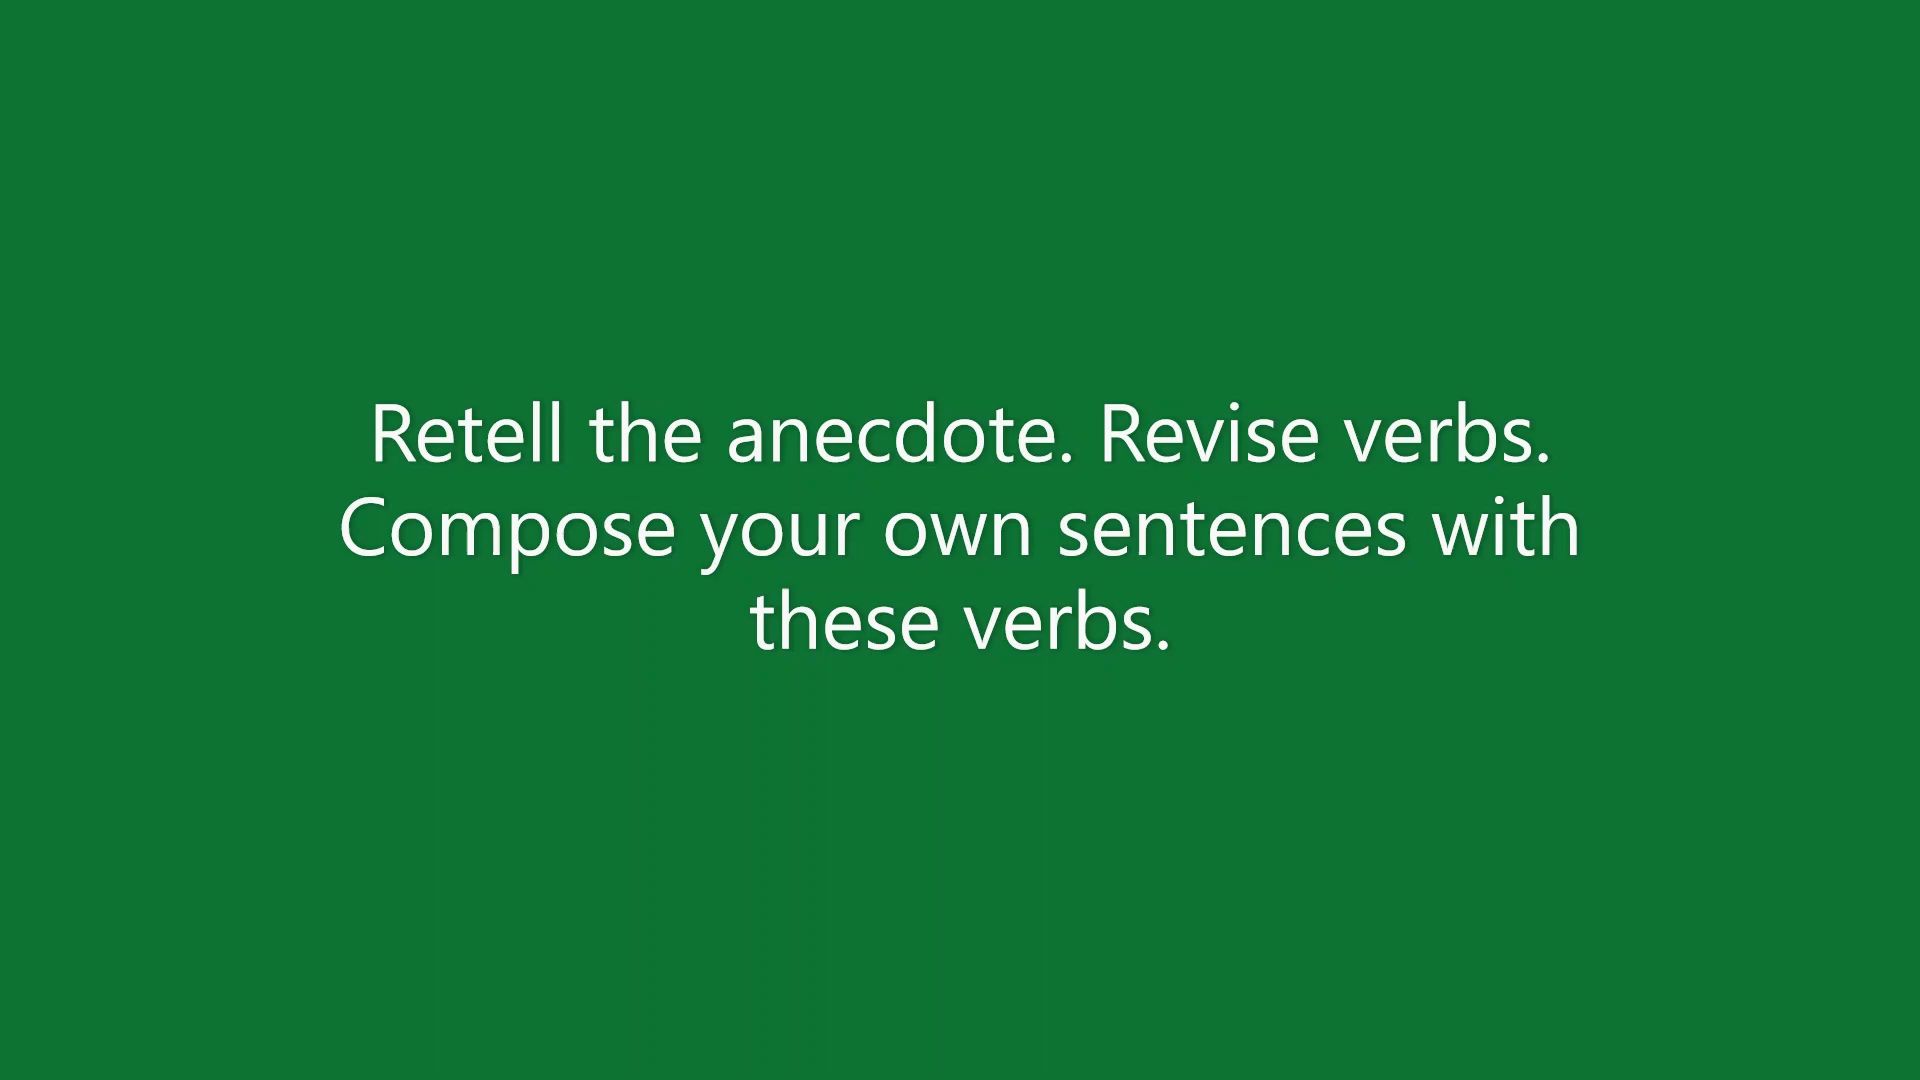 Retell the anecdote. Revise verbs.
Compose your own sentences with
these verbs.